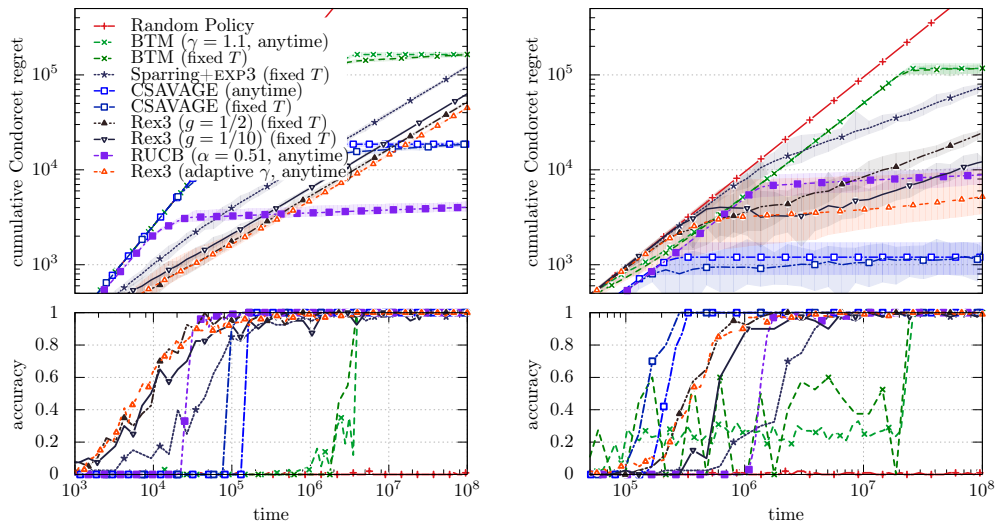 cumulative Condorcet regret
10^5
10^4
10^3
Random Policy
BTM (γ = 1.1, anytime)
BTM (fixed T)
Sparring+EXP3 (fixed T)
CSAVAGE (anytime)
CSAVAGE (fixed T)
Rex3 (g = 1/2) (fixed T)
Rex3 (g = 1/10) (fixed T)
RUCB (α = 0.51, anytime)
Rex3 (adaptive γ, anytime)
accuracy
1
0.8
0.6
0.4
0.2
0
10^3 10^4 10^5 10^6 10^7 10^8
time
cumulative Condorcet regret
10^5
10^4
10^3
accuracy
1
0.8
0.6
0.4
0.2
0
10^5 10^6 10^7 10^8
time